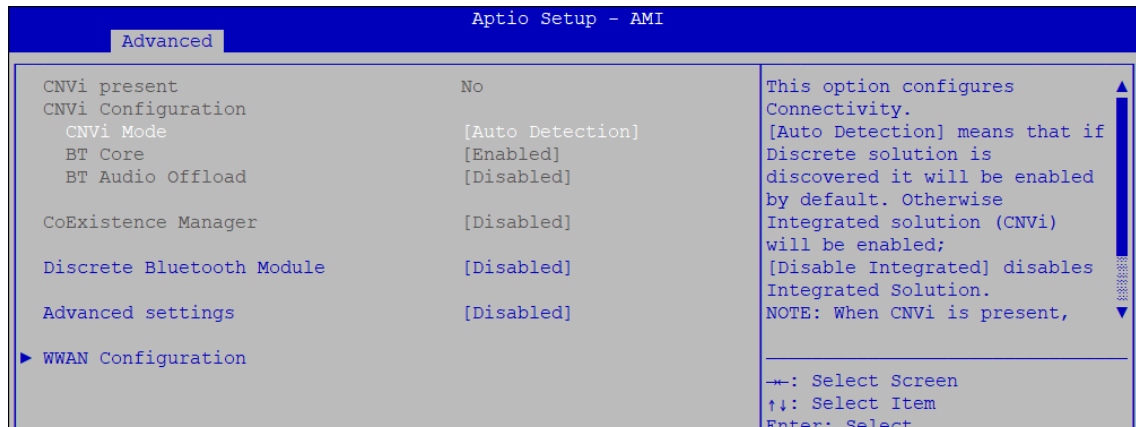 Aptio Setup - AMI
Advanced
CNVi present No
CNVi Configuration
CNVi Mode [Auto Detection]
BT Core [Enabled]
BT Audio Offload [Disabled]
CoExistence Manager [Disabled]
Discrete Bluetooth Module [Disabled]
Advanced settings [Disabled]
► WWAN Configuration
This option configures
Connectivity.
[Auto Detection] means that if
Discrete solution is
discovered it will be enabled
by default. Otherwise
Integrated solution (CNVi)
will be enabled;
[Disable Integrated] disables
Integrated Solution.
NOTE: When CNVi is present,
→←: Select Screen
↑↓: Select Item
Enter: Select